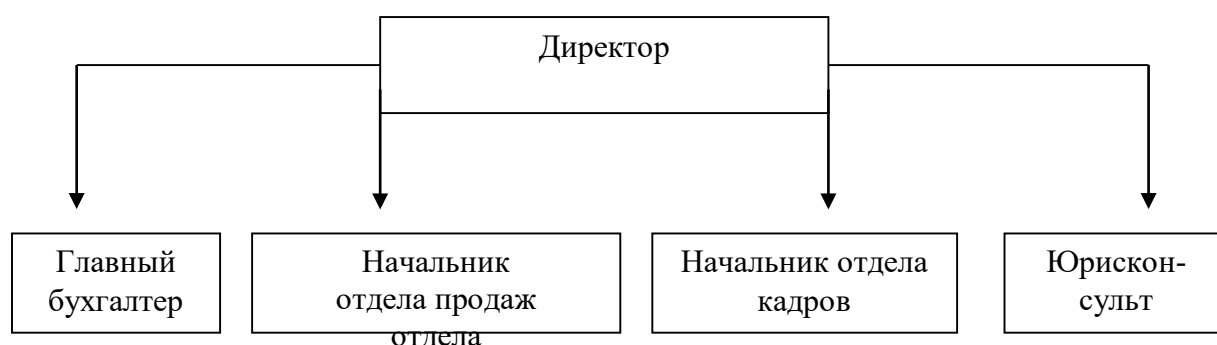 Директор
Главный
бухгалтер
Начальник
отдела продаж
отдела
Начальник отдела
кадров
Юрискон-
сульт